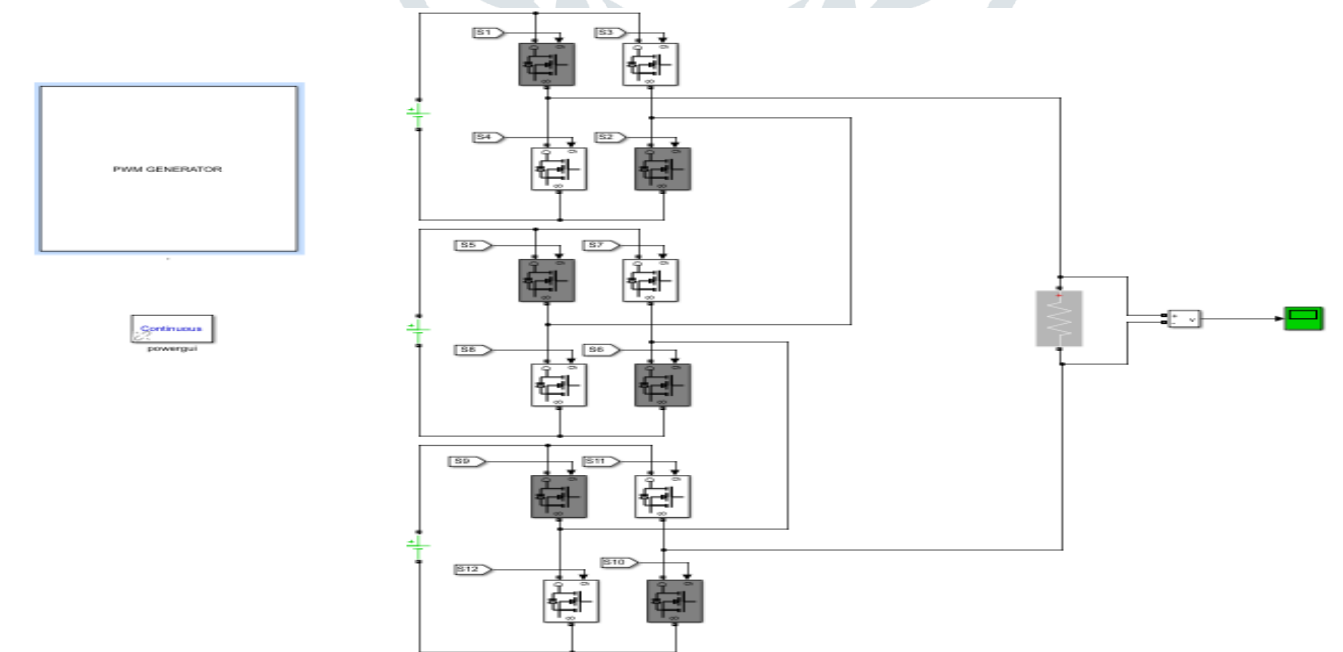 S1
S3
PWM GENERATOR
S4
S2
S5
S7
Continuous
powergui
S8
S6
S9
S11
S12
S10
+
-
v